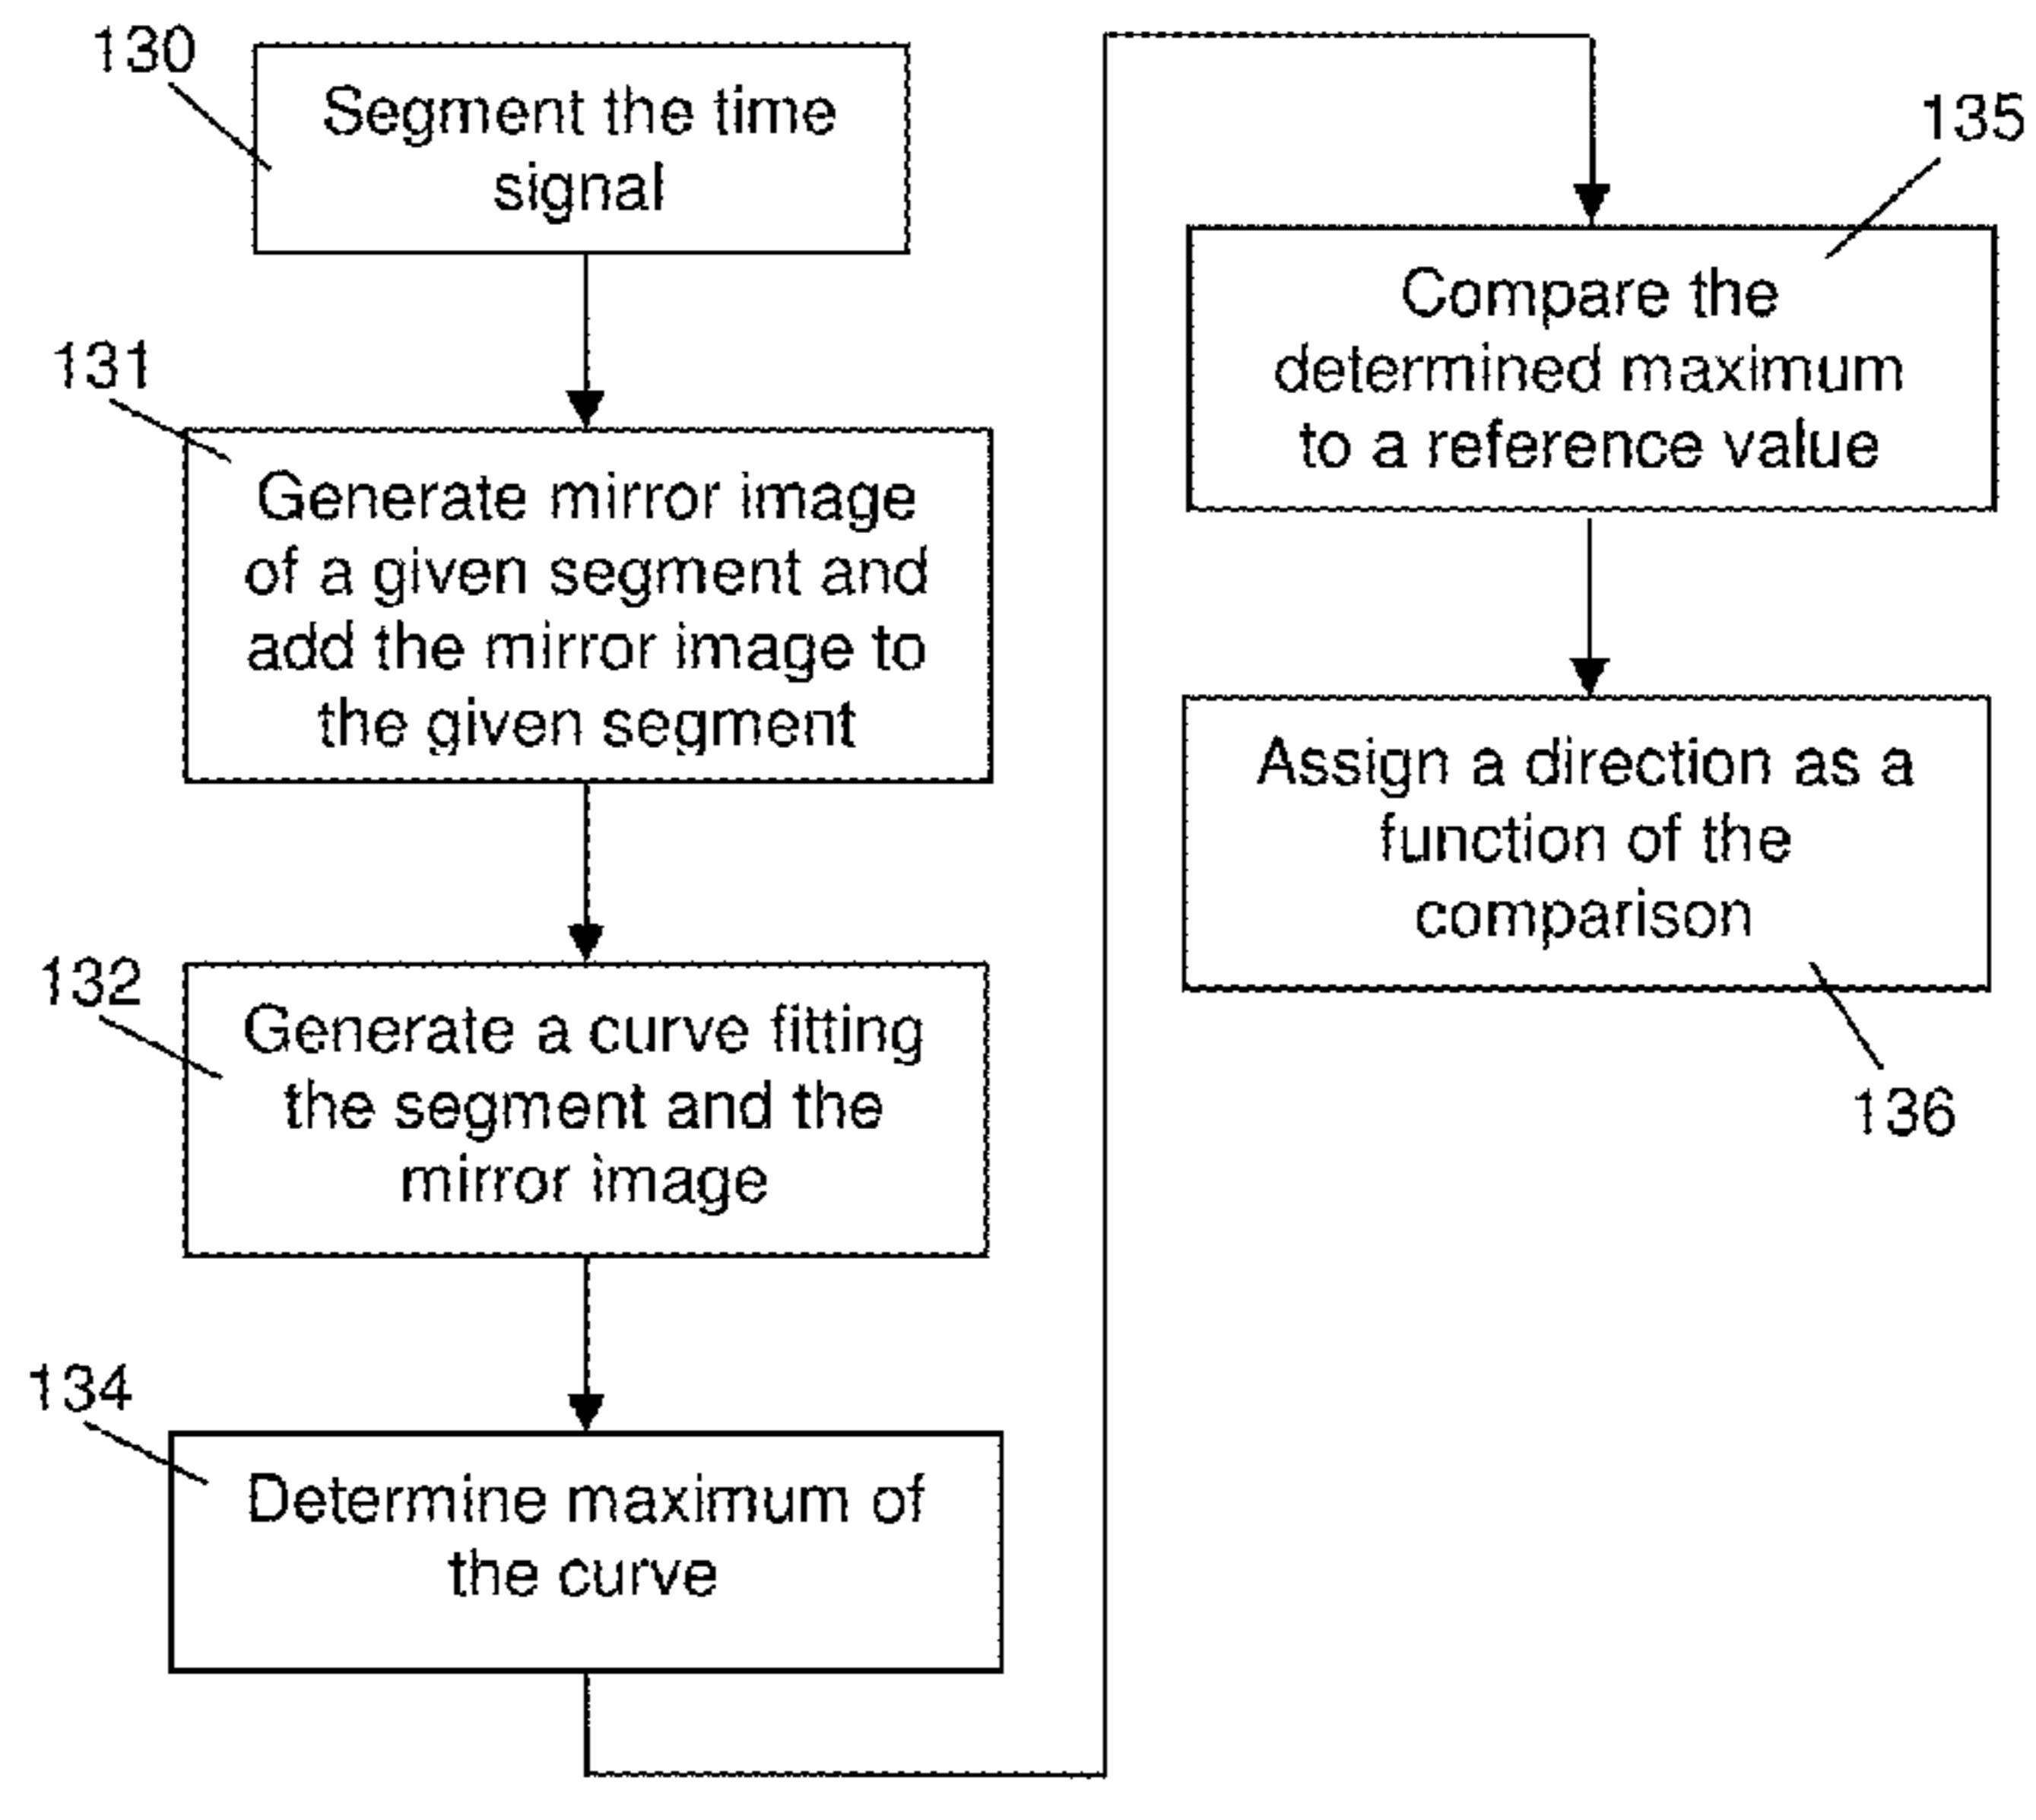 130
Segment the time
signal
131
Generate mirror image
of a given segment and
add the mirror image to
the given segment
132
Generate a curve fitting
the segment and the
mirror image
134
Determine maximum of
the curve
135
Compare the
determined maximum
to a reference value
Assign a direction as a
function of the
comparison
136